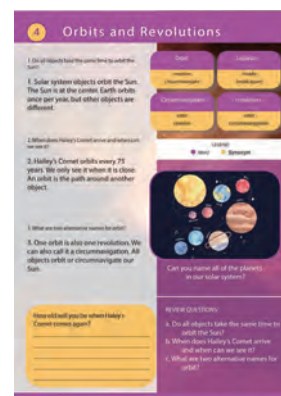 4
Orbits and Revolutions
1. Do all objects take the same time to orbit the
Sun?
1. Solar system objects orbit the Sun.
The Sun is at the center. Earth orbits
once per year, but other objects are
different.
2. When does Halley's Comet arrive and when can
we see it?
2. Halley's Comet orbits every 75
years. We only see it when it is close.
An orbit is the path around another
object.
3. What are two alternative names for orbit?
3. One orbit is also one revolution. We
can also call it a circumnavigation. All
objects orbit or circumnavigate our
Sun.
How old will you be when Haley's
Comet comes again?
Orbit
Circumnavigation
LEGEND
Word
Synonym
Can you name all of the planets
in our solar system?
REVIEW QUESTIONS:
a. Do all objects take the same time to
orbit the Sun?
b. When does Halley's Comet arrive
and when can we see it?
c. What are two alternative names for
orbit?